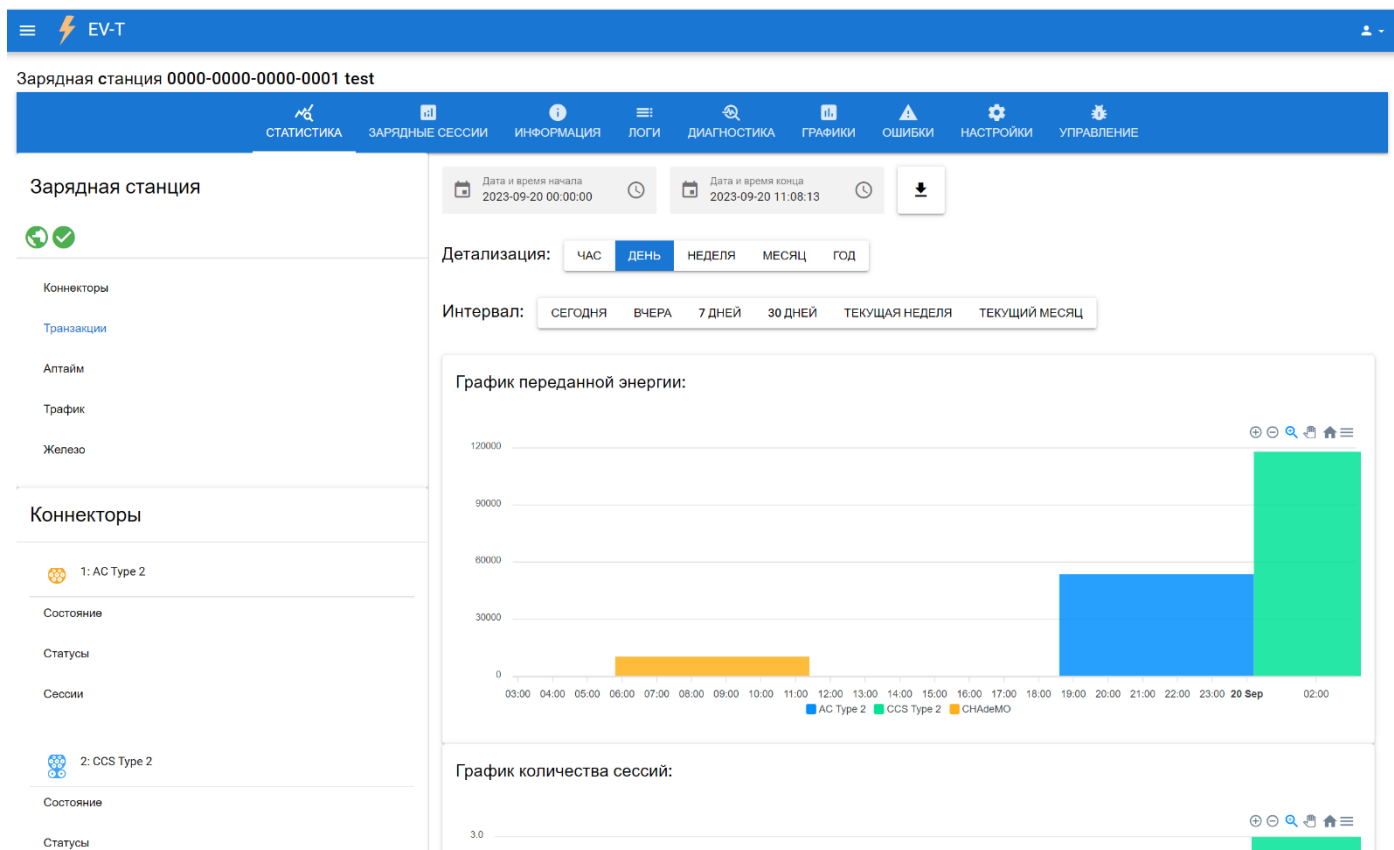 EV-T
Зарядная станция 0000-0000-0000-0001 test
СТАТИСТИКА ЗАРЯДНЫЕ СЕССИИ ИНФОРМАЦИЯ ЛОГИ ДИАГНОСТИКА ГРАФИКИ ОШИБКИ НАСТРОЙКИ УПРАВЛЕНИЕ
Зарядная станция
Коннекторы
Транзакции
Аптайм
Трафик
Железо
Коннекторы
1: AC Type 2
Состояние
Статусы
Сессии
2: CCS Type 2
Состояние
Статусы
Дата и время начала
2023-09-20 00:00:00
Дата и время конца
2023-09-20 11:08:13
Детализация: ЧАС ДЕНЬ НЕДЕЛЯ МЕСЯЦ ГОД
Интервал: СЕГОДНЯ ВЧЕРА 7 ДНЕЙ 30 ДНЕЙ ТЕКУЩАЯ НЕДЕЛЯ ТЕКУЩИЙ МЕСЯЦ
График переданной энергии:
120000
90000
60000
30000
0
03:00 04:00 05:00 06:00 07:00 08:00 09:00 10:00 11:00 12:00 13:00 14:00 15:00 16:00 17:00 18:00 19:00 20:00 21:00 22:00 23:00 20 Sep 02:00
AC Type 2 CCS Type 2 CHAdeMO
График количества сессий:
3.0